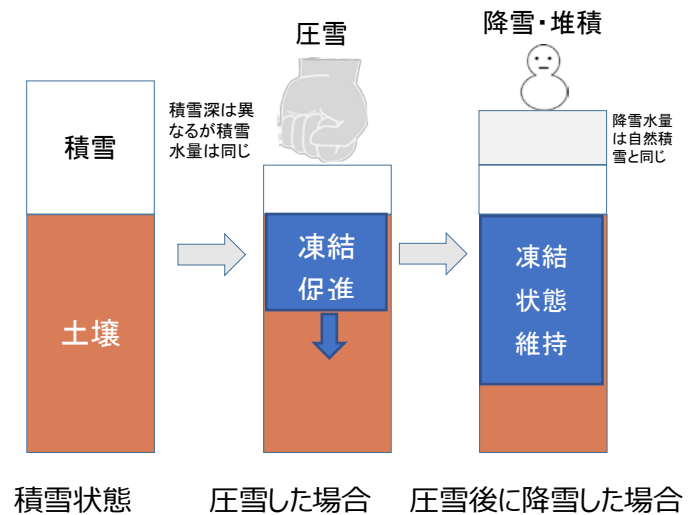 圧雪
降雪・堆積
積雪
積雪深は異
なるが積雪
水量は同じ
降雪水量
は自然積
雪と同じ
土壌
凍結
促進
凍結
状態
維持
積雪状態
圧雪した場合
圧雪後に降雪した場合